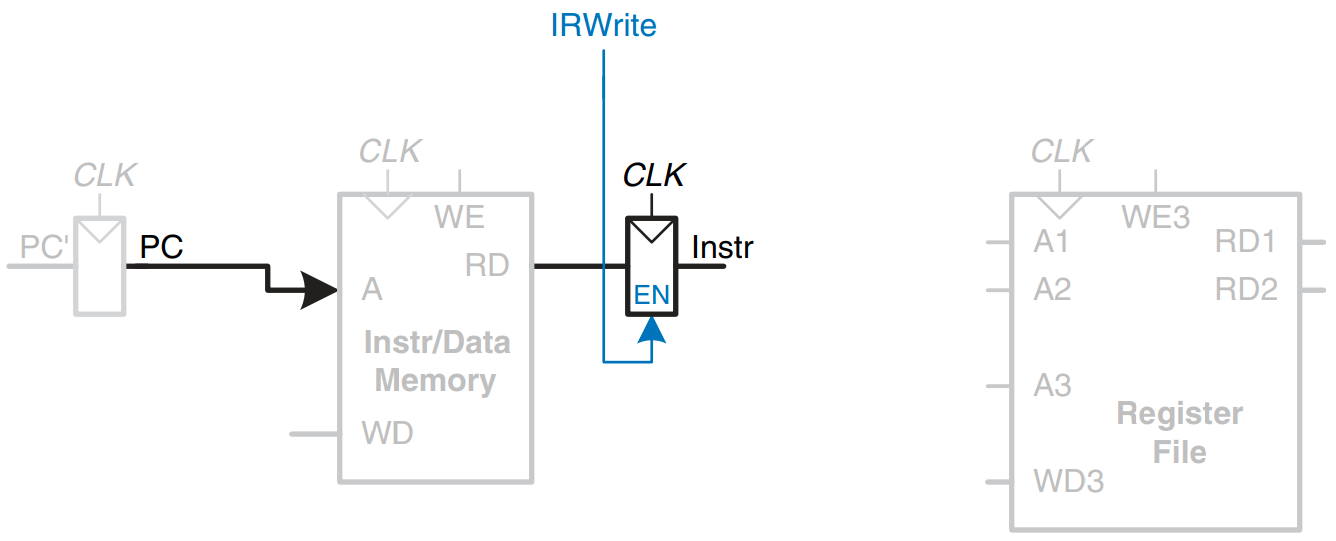 IRWrite
CLK
PC'
PC
CLK
WE
A
RD
Instr/Data
Memory
WD
CLK
EN
Instr
CLK
WE3
A1
RD1
A2
RD2
A3
Register
File
WD3